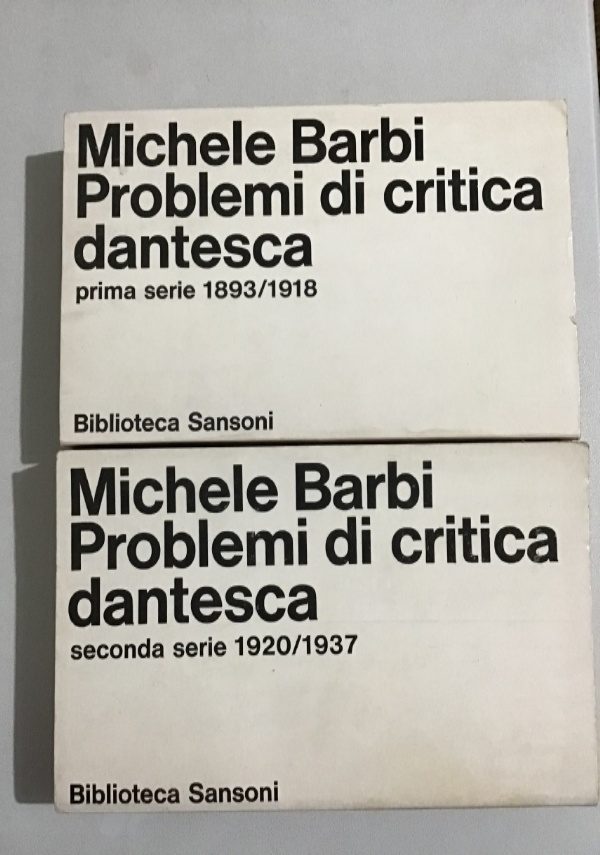 Michele Barbi
Problemi di critica
dantesca
prima serie 1893/1918
Biblioteca Sansoni
Michele Barbi
Problemi di critica
dantesca
seconda serie 1920/1937
Biblioteca Sansoni